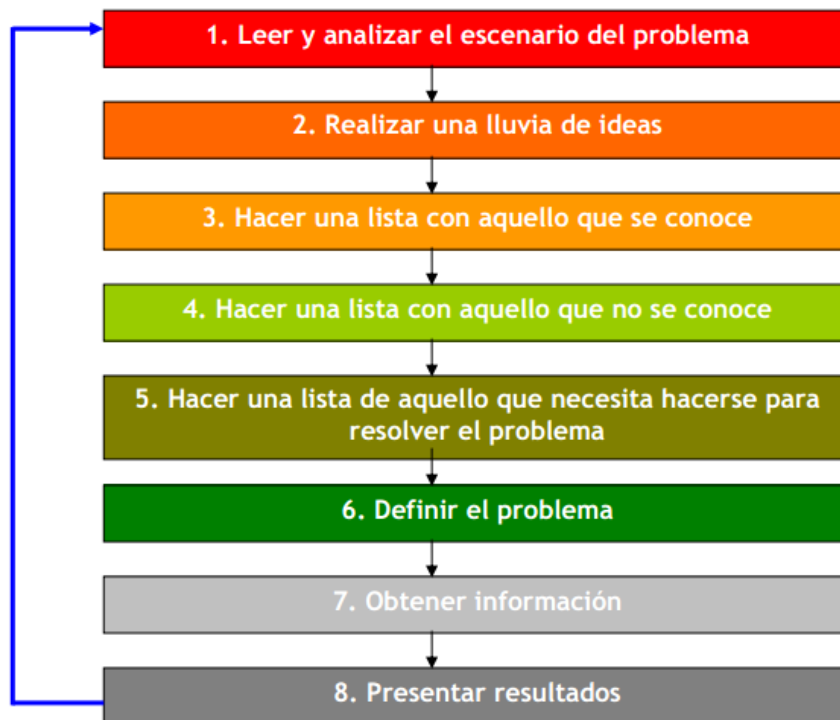 1. Leer y analizar el escenario del problema
2. Realizar una lluvia de ideas
3. Hacer una lista con aquello que se conoce
4. Hacer una lista con aquello que no se conoce
5. Hacer una lista de aquello que necesita hacerse para
resolver el problema
6. Definir el problema
7. Obtener información
8. Presentar resultados